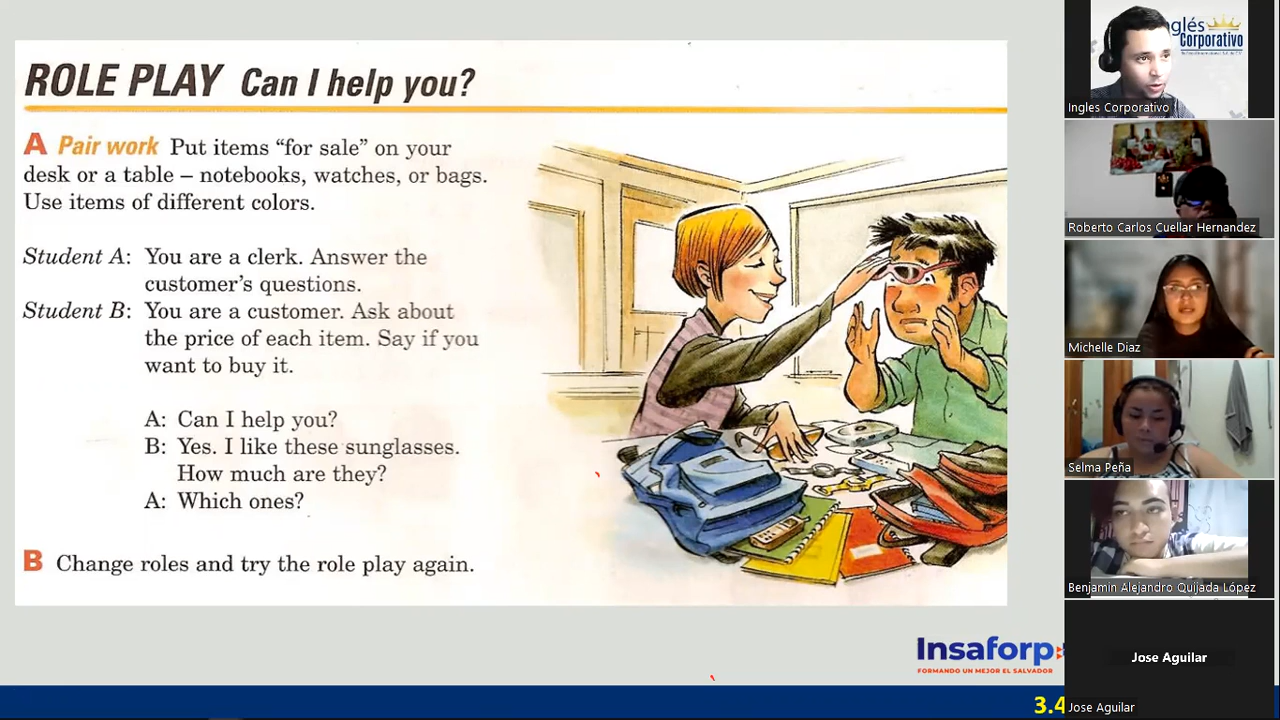 ROLE PLAY Can I help you?
A Pair work Put items “for sale” on your
desk or a table – notebooks, watches, or bags.
Use items of different colors.
Student A: You are a clerk. Answer the
customer’s questions.
Student B: You are a customer. Ask about
the price of each item. Say if you
want to buy it.
A: Can I help you?
B: Yes. I like these sunglasses.
How much are they?
A: Which ones?
B Change roles and try the role play again.
Insaforp
FORMANDO UN MEJOR EL SALVADOR
3.4
Inglés
Corporativo
Ingles Corporativo
Roberto Carlos Cuellar Hernandez
Michelle Diaz
Selma Peña
Benjamin Alejandro Quijada López
Jose Aguilar
Jose Aguilar